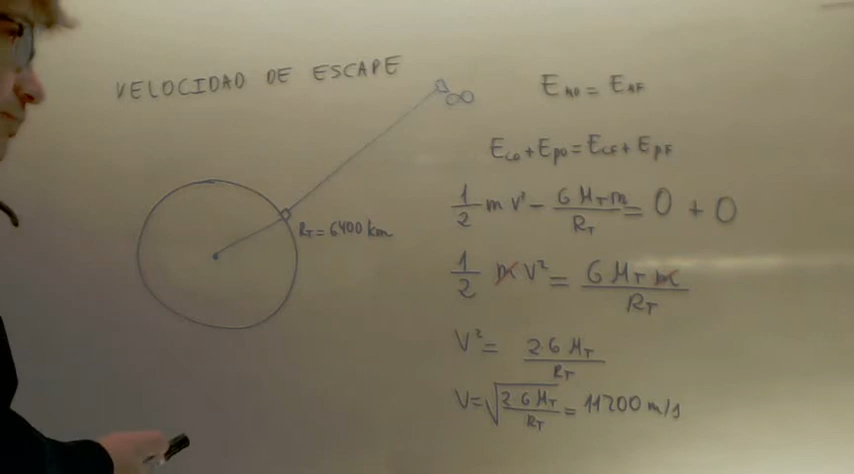 VELOCIDAD DE ESCAPE
∞
R_T = 6400 km
E_M0 = E_MF
E_C0 + E_P0 = E_CF + E_PF
1/2 m v² - G M_T m / R_T = 0 + 0
1/2 m v² = G M_T m / R_T
V² = 2 G M_T / R_T
V = √(2 G M_T / R_T) = 11200 m/s